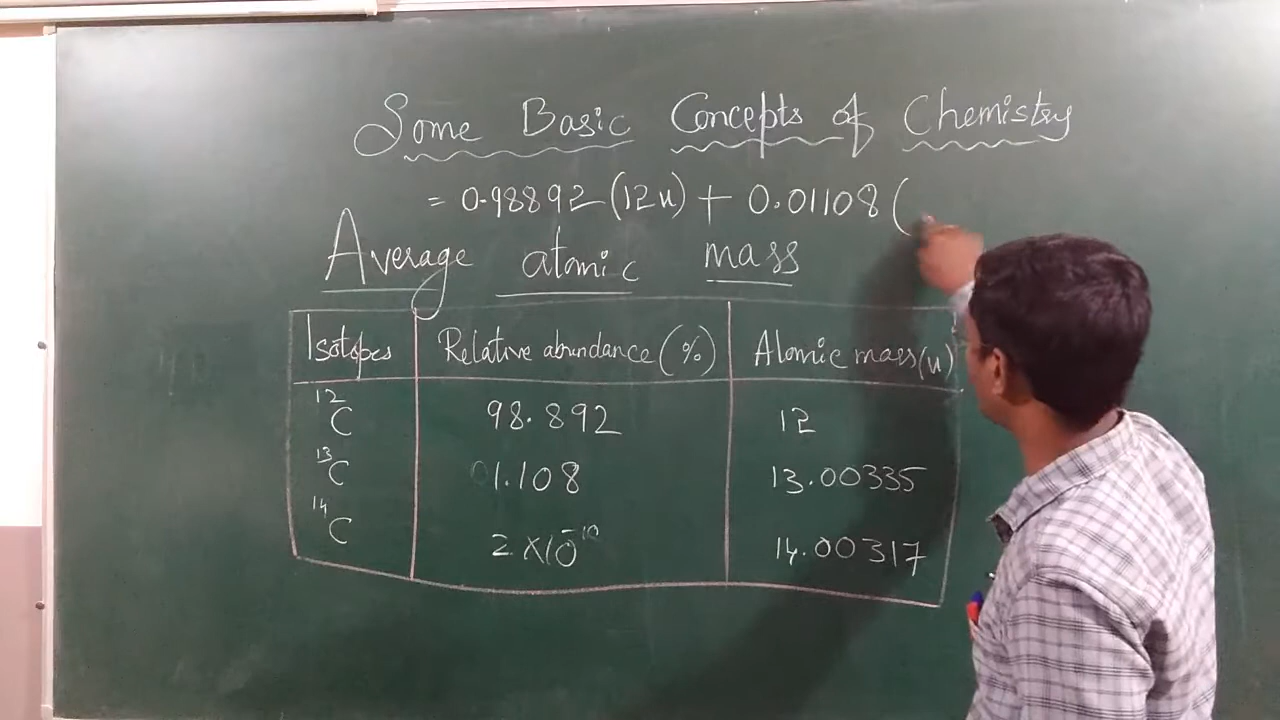 Some Basic Concepts of Chemistry
= 0.98892 (12u) + 0.01108 (
Average atomic mass
Isotopes Relative abundance (%) Atomic mass (u)
¹²C 98.892 12
¹³C 01.108 13.00335
¹⁴C 2 X 10⁻¹⁰ 14.00317